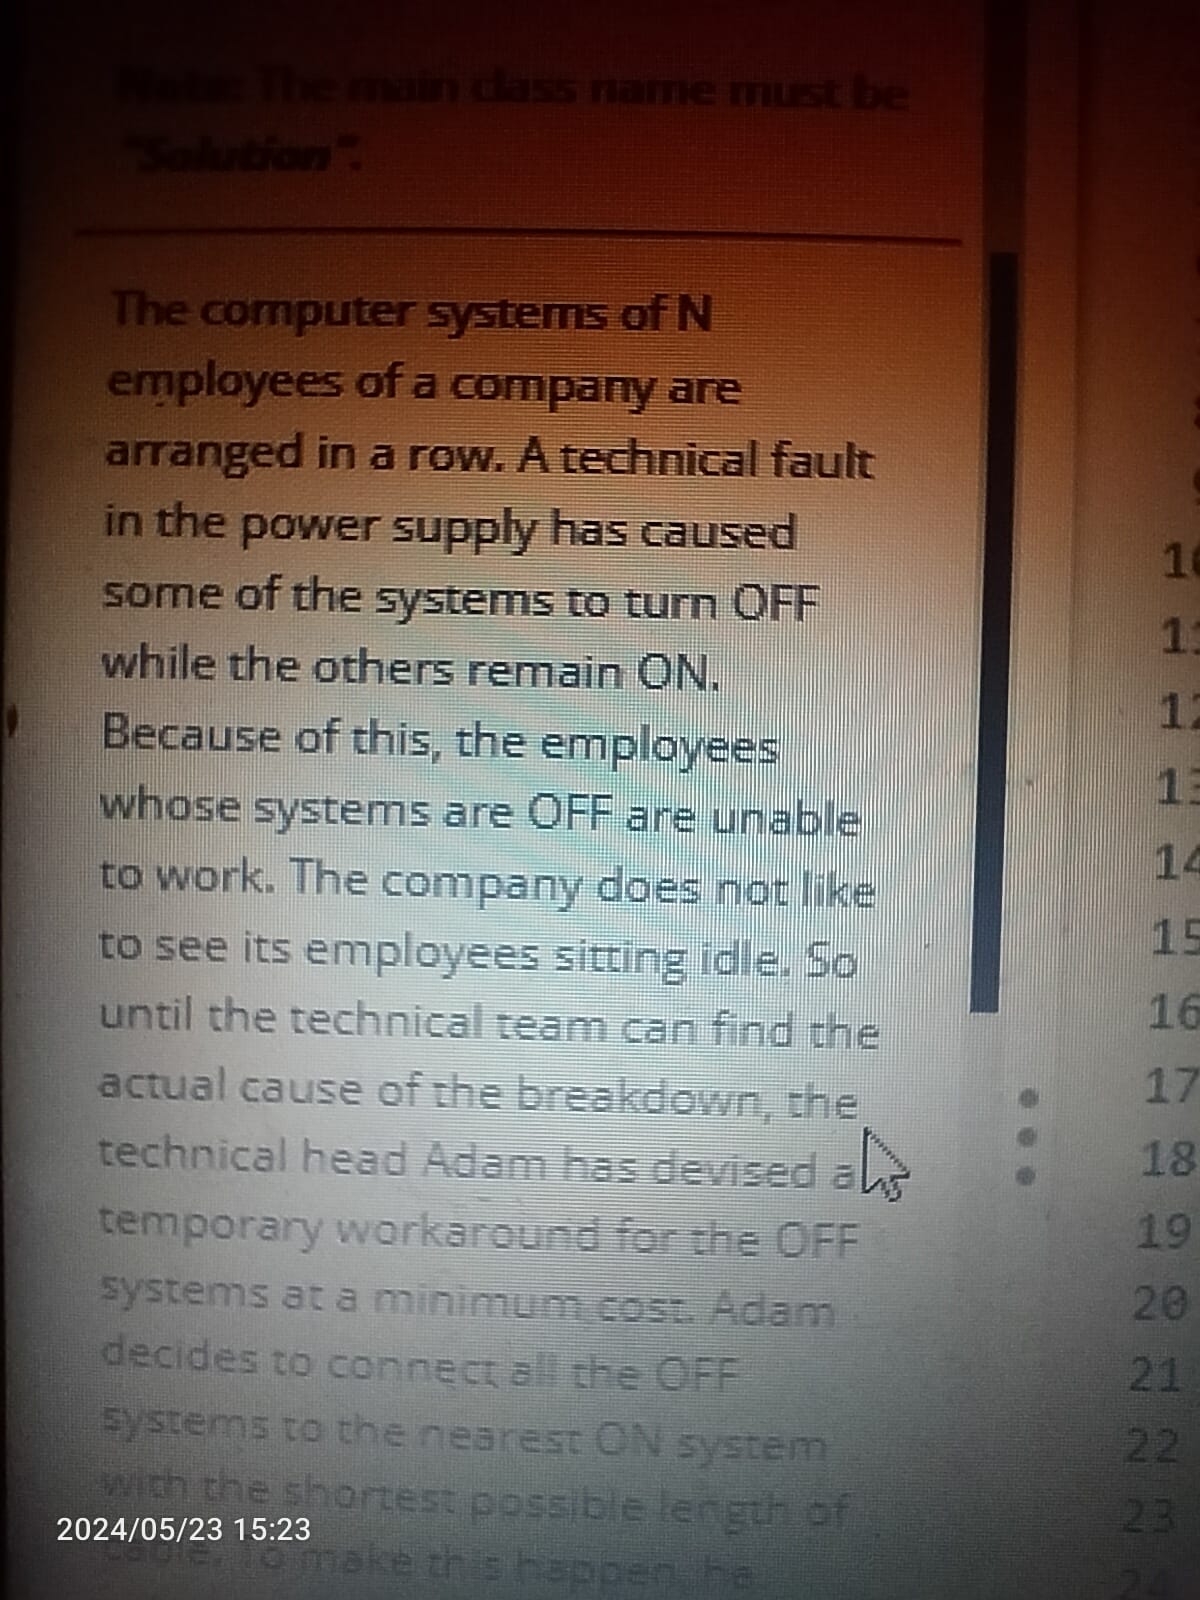 Note: The main class name must be
"Solution".
The computer systems of N
employees of a company are
arranged in a row. A technical fault
in the power supply has caused
some of the systems to turn OFF
while the others remain ON.
Because of this, the employees
whose systems are OFF are unable
to work. The company does not like
to see its employees sitting idle. So
until the technical team can find the
actual cause of the breakdown, the
technical head Adam has devised a
temporary workaround for the OFF
systems at a minimum cost. Adam
decides to connect all the OFF
systems to the nearest ON system
with the shortest possible length of
cable. To make this happen, he
14
15
16
17
18
19
20
21
22
23
2024/05/23 15:23